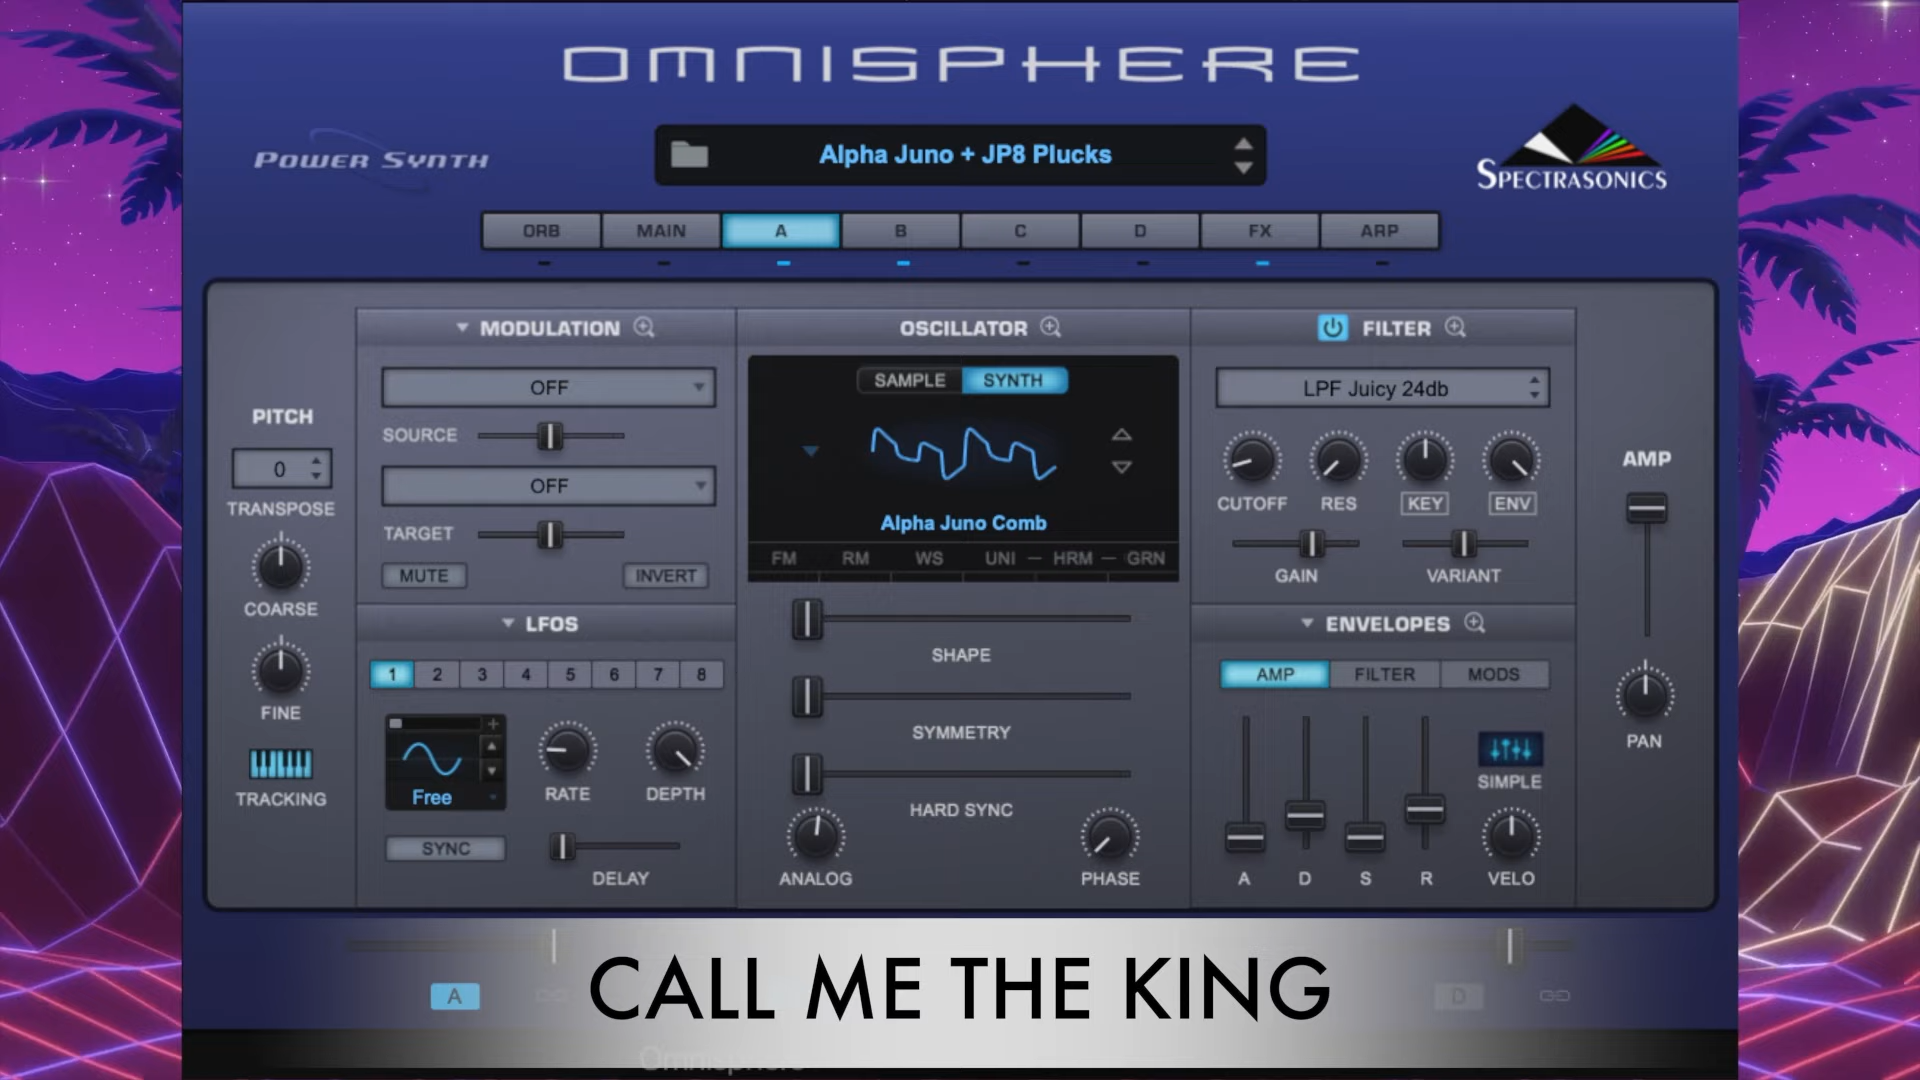 OMNISPHERE
POWER SYNTH
Alpha Juno + JP8 Plucks
SPECTRASONICS
ORB MAIN A B C D FX ARP
MODULATION
OSCILLATOR
FILTER
OFF
SAMPLE SYNTH
LPF Juicy 24db
PITCH
0
TRANSPOSE
COARSE
FINE
TRACKING
SOURCE
OFF
TARGET
MUTE INVERT
Alpha Juno Comb
FM RM WS UNI – HRM – GRN
CUTOFF RES KEY ENV
GAIN VARIANT
AMP
PAN
LFOS
1 2 3 4 5 6 7 8
Free
RATE DEPTH
SYNC
DELAY
SHAPE
SYMMETRY
HARD SYNC
ANALOG PHASE
ENVELOPES
AMP FILTER MODS
SIMPLE
A D S R VELO
A
D
CALL ME THE KING
Omnisphere